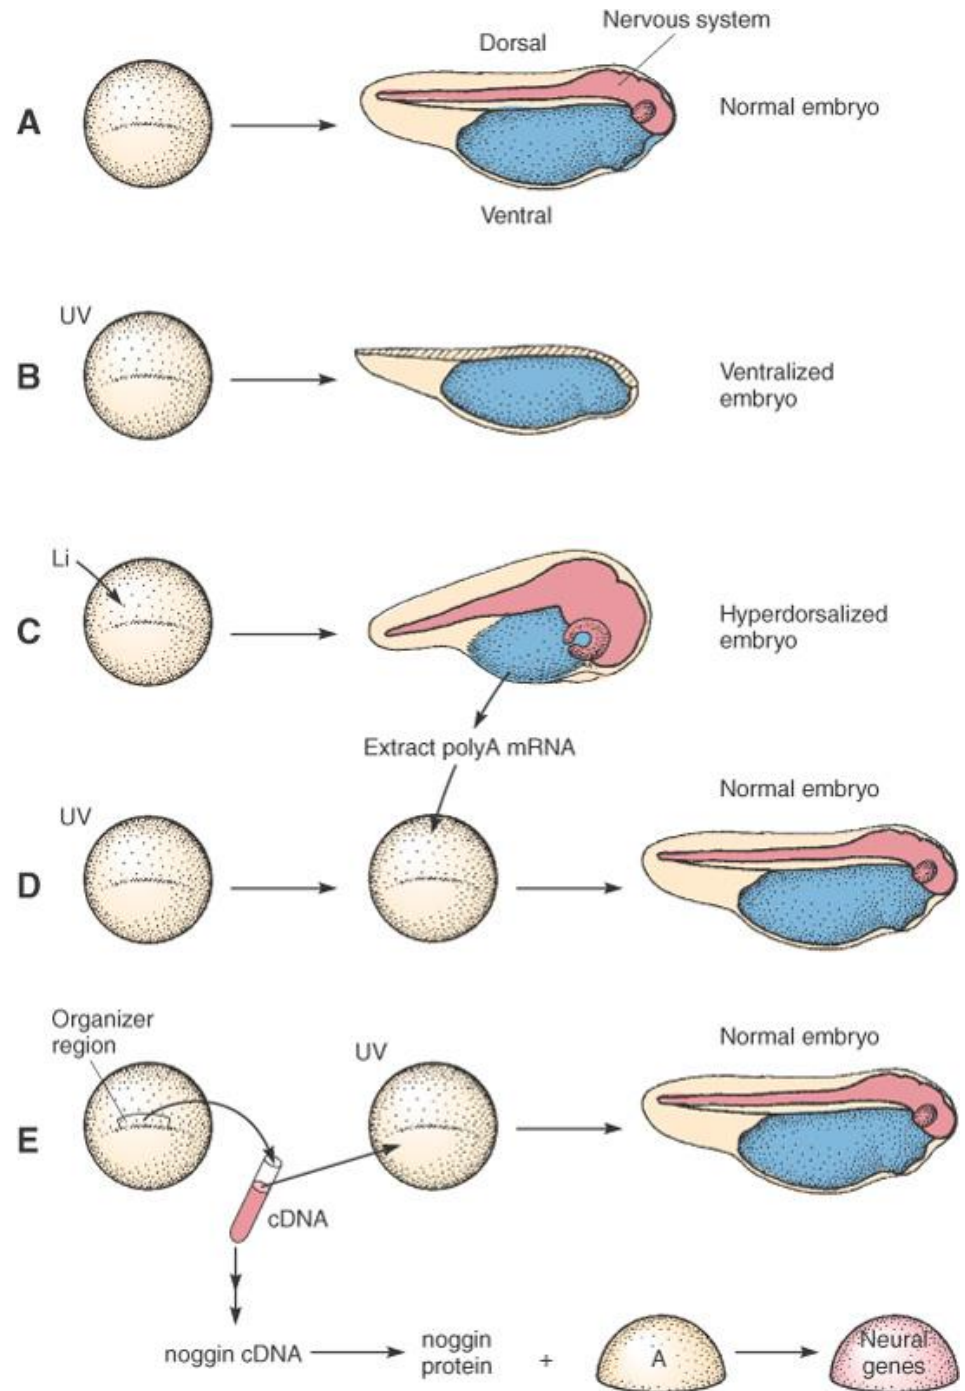 Nervous system
Dorsal
A
Normal embryo
Ventral
UV
B
Ventralized
embryo
Li
C
Hyperdorsalized
embryo
Extract polyA mRNA
Normal embryo
UV
D
Organizer
region
UV
Normal embryo
E
cDNA
noggin cDNA
noggin
protein
+
A
Neural
genes